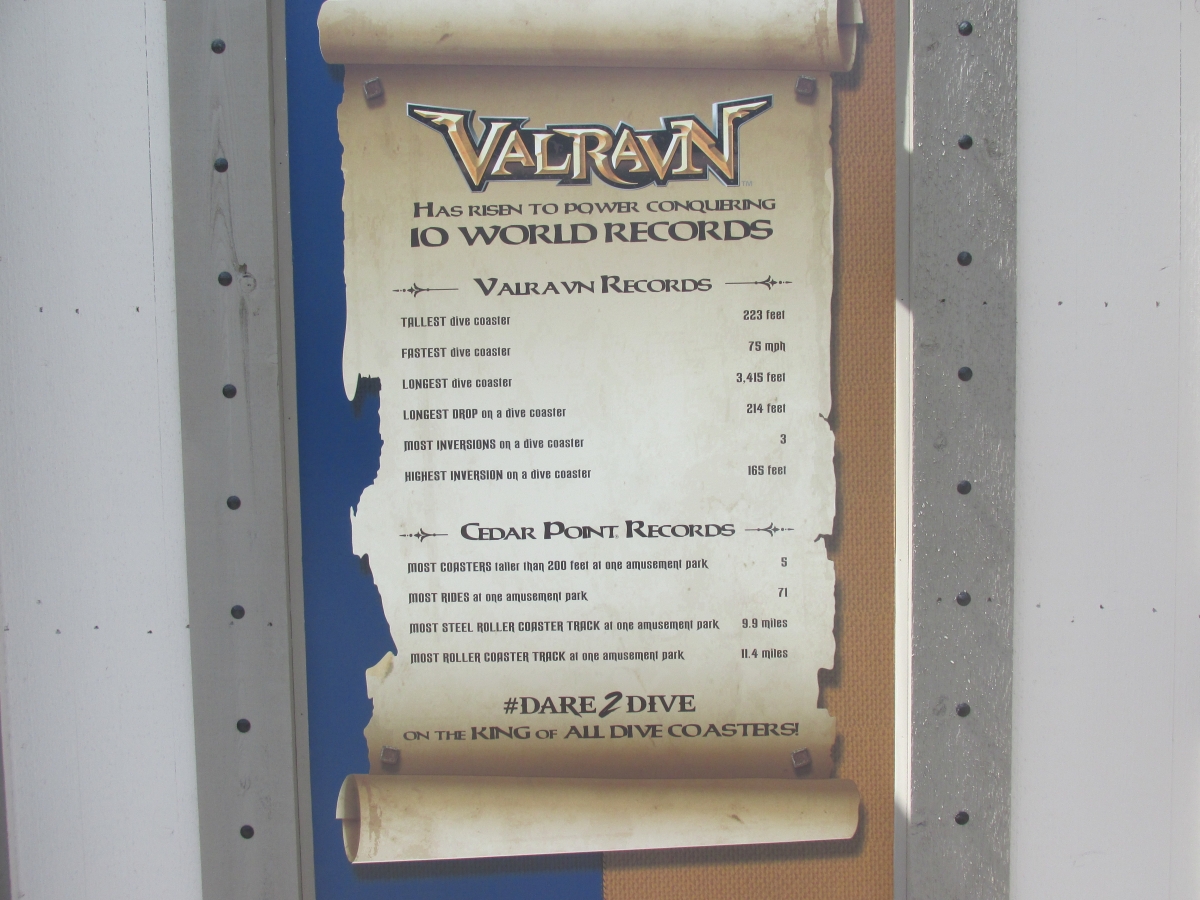 VALRAVN™
HAS RISEN TO POWER CONQUERING
10 WORLD RECORDS
VALRAVN RECORDS
TALLEST dive coaster 223 feet
FASTEST dive coaster 75 mph
LONGEST dive coaster 3,415 feet
LONGEST DROP on a dive coaster 214 feet
MOST INVERSIONS on a dive coaster 3
HIGHEST INVERSION on a dive coaster 165 feet
CEDAR POINT RECORDS
MOST COASTERS taller than 200 feet at one amusement park 5
MOST RIDES at one amusement park 71
MOST STEEL ROLLER COASTER TRACK at one amusement park 9.9 miles
MOST ROLLER COASTER TRACK at one amusement park 11.4 miles
#DARE2DIVE
ON THE KING OF ALL DIVE COASTERS!